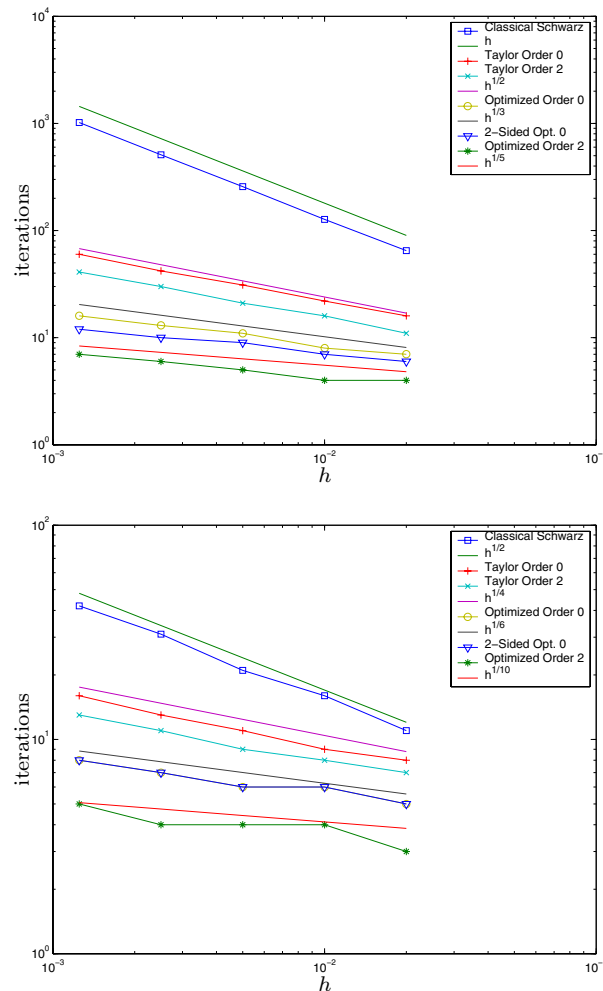 10^4
10^3
10^2
10^1
10^0
iterations
10^-3
10^-2
10^-
h
Classical Schwarz
h
Taylor Order 0
Taylor Order 2
h^1/2
Optimized Order 0
h^1/3
2-Sided Opt. 0
Optimized Order 2
h^1/5
10^2
10^1
10^0
iterations
10^-3
10^-2
10^-
h
Classical Schwarz
h^1/2
Taylor Order 0
Taylor Order 2
h^1/4
Optimized Order 0
h^1/6
2-Sided Opt. 0
Optimized Order 2
h^1/10